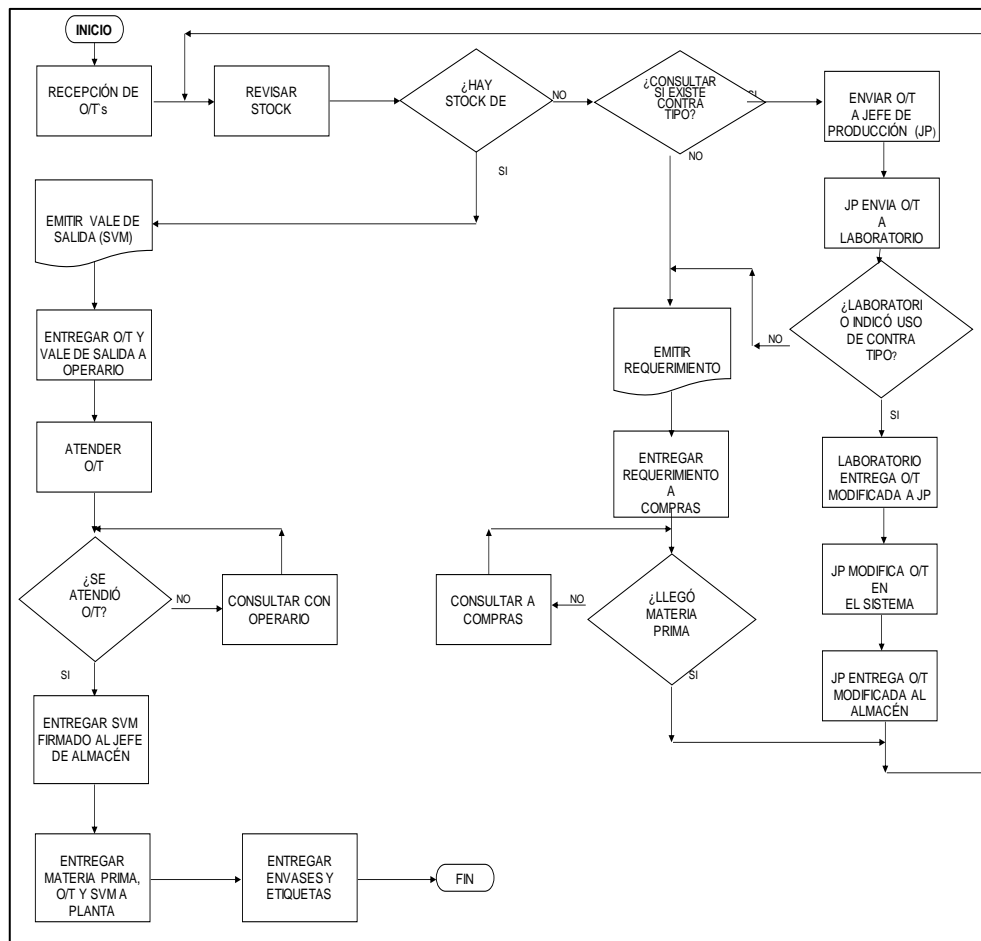 INICIO
RECEPCIÓN DE
O/T`s
REVISAR
STOCK
¿HAY
STOCK DE
NO
¿CONSULTAR
SI EXISTE
CONTRA
TIPO?
SI
ENVIAR O/T
A JEFE DE
PRODUCCIÓN (JP)
NO
SI
JP ENVIA O/T
A
LABORATORIO
EMITIR VALE DE
SALIDA (SVM)
¿LABORATORI
O INDICÓ USO
DE CONTRA
TIPO?
NO
SI
ENTREGAR O/T Y
VALE DE SALIDA A
OPERARIO
EMITIR
REQUERIMIENTO
ATENDER
O/T
ENTREGAR
REQUERIMIENTO
A
COMPRAS
LABORATORIO
ENTREGA O/T
MODIFICADA A JP
¿SE
ATENDIÓ
O/T?
NO
CONSULTAR CON
OPERARIO
CONSULTAR A
COMPRAS
NO
¿LLEGÓ
MATERIA
PRIMA
JP MODIFICA O/T
EN
EL SISTEMA
SI
SI
JP ENTREGA O/T
MODIFICADA AL
ALMACÉN
ENTREGAR SVM
FIRMADO AL JEFE
DE ALMACÉN
ENTREGAR
MATERIA PRIMA,
O/T Y SVM A
PLANTA
ENTREGAR
ENVASES Y
ETIQUETAS
FIN